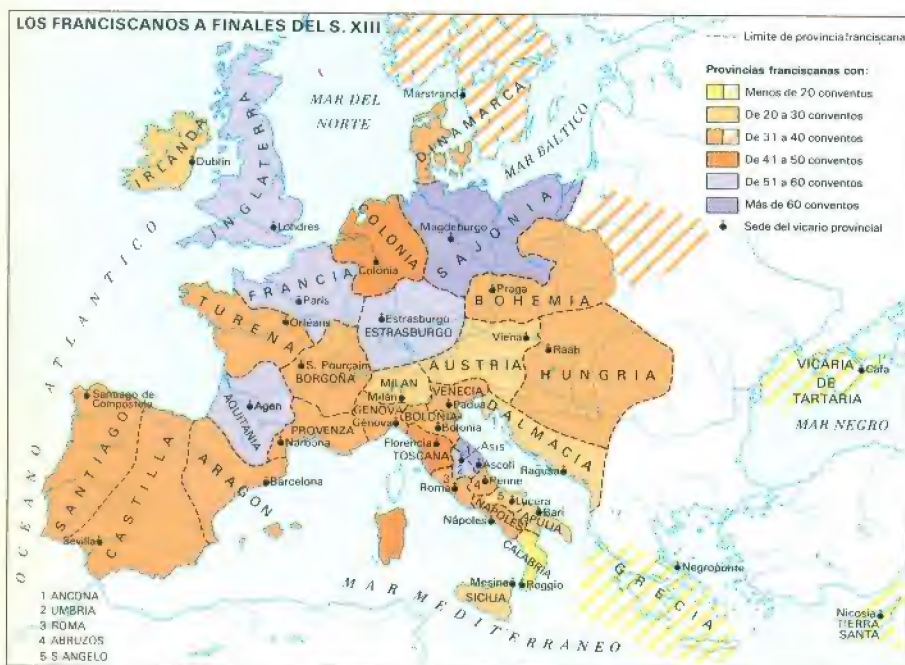 LOS FRANCISCANOS A FINALES DEL S. XIII
Límite de provincia franciscana
Provincias franciscanas con:
Menos de 20 conventos
De 20 a 30 conventos
De 31 a 40 conventos
De 41 a 50 conventos
De 51 a 60 conventos
Más de 60 conventos
Sede del vicario provincial
MAR DEL
NORTE
Marstrand
DINAMARCA
MAR BÁLTICO
IRLANDA
Dublín
INGLATERRA
Londres
COLONIA
Colonia
Magdeburgo
SAJONIA
OCEANO ATLANTICO
FRANCIA
París
Praga
BOHEMIA
TURENA
Orléans
Estrasburgo
ESTRASBURGO
Viena
Raab
HUNGRIA
AUSTRIA
S. Pourçain
BORGOÑA
MILAN
Milán
VENECIA
Padua
VICARIA
DE
TARTARIA
Cafa
MAR NEGRO
AQUITANIA
Agen
GENOVA
Génova
BOLONIA
Bolonia
DALMACIA
Santiago de
Compostela
PROVENZA
Narbona
Florencia
TOSCANA
Asís
Ascoli
Ragusa
SANTIAGO
CASTILLA
ARAGON
Barcelona
Roma
3
4
Penne
5
Lucera
Bari
APULIA
Nápoles
NAPOLES
Sevilla
CALABRIA
Negroponte
GRECIA
Mesina
Reggio
SICILIA
MAR MEDITERRANEO
Nicosia
TIERRA
SANTA
1 ANCONA
2 UMBRIA
3 ROMA
4 ABRUZOS
5 S ANGELO